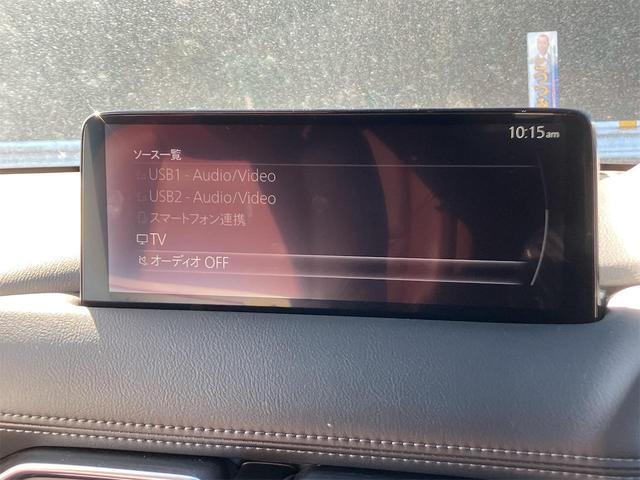 10:15am
ソース一覧
USB1 - Audio/Video
USB2 - Audio/Video
スマートフォン連携
TV
オーディオ OFF